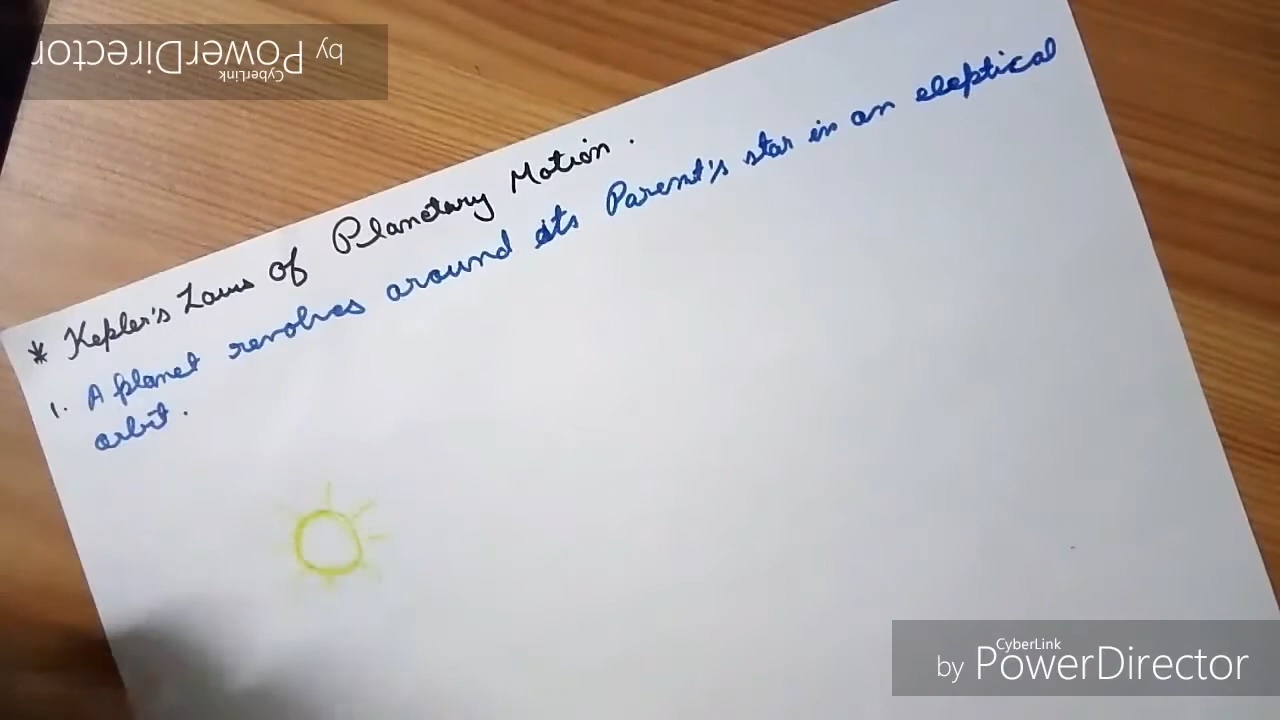 by PowerDirector
CyberLink
* Kepler's Laws of Planetary Motion.
1. A planet revolves around its Parent's star in an eleptical
orbit.
CyberLink
by PowerDirector